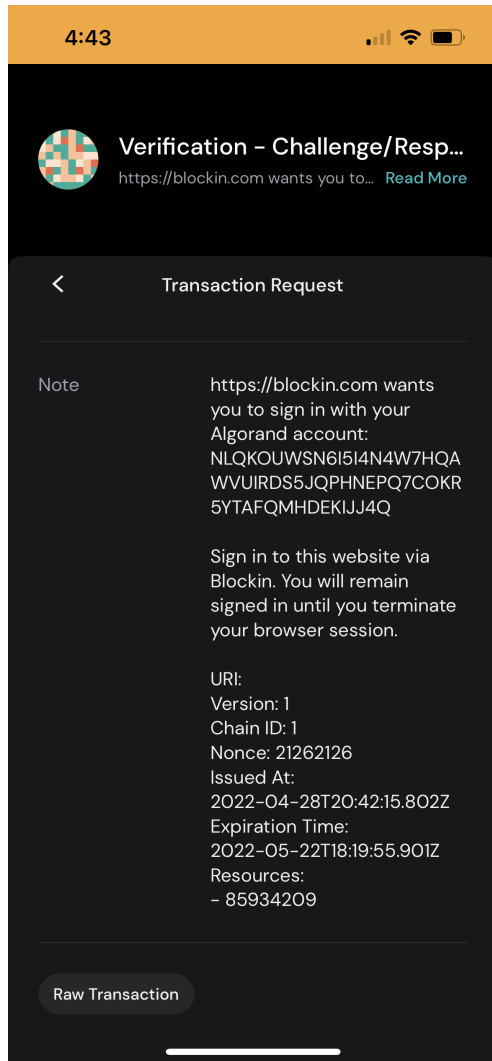 4:43
Verification - Challenge/Resp...
https://blockin.com wants you to... Read More
Transaction Request
Note
https://blockin.com wants
you to sign in with your
Algorand account:
NLQKOUWSN6I5I4N4W7HQA
WVUIRDS5JQPHNEPQ7COKR
5YTAFQMHDEKIJJ4Q
Sign in to this website via
Blockin. You will remain
signed in until you terminate
your browser session.
URI:
Version: 1
Chain ID: 1
Nonce: 21262126
Issued At:
2022-04-28T20:42:15.802Z
Expiration Time:
2022-05-22T18:19:55.901Z
Resources:
- 85934209
Raw Transaction